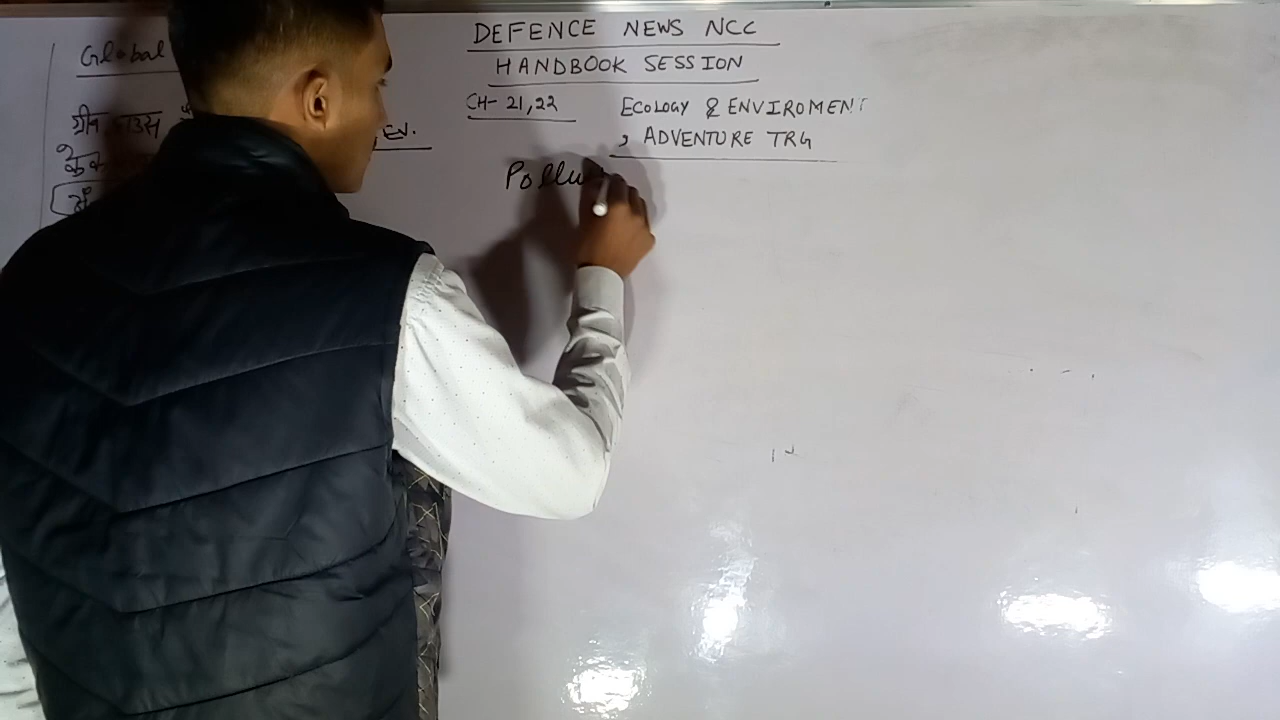 Global
DEFENCE NEWS NCC
HANDBOOK SESSION
CH- 21,22 ECOLOGY & ENVIROMENT
, ADVENTURE TRG
ग्रीन हाउस
EV.
Pollu